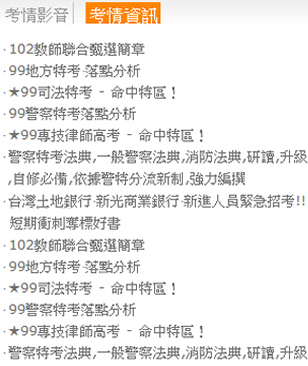 考情影音 考情資訊
·102教師聯合甄選簡章
·99地方特考-落點分析
·★99司法特考 - 命中特區！
·99警察特考落點分析
·★99專技律師高考 - 命中特區！
·警察特考法典,一般警察法典,消防法典,研讀,升級
,自修必備,依據警特分流新制,強力編撰
·台灣土地銀行-新光商業銀行-新進人員緊急招考!!
短期衝刺奪標好書
·102教師聯合甄選簡章
·99地方特考-落點分析
·★99司法特考 - 命中特區！
·99警察特考落點分析
·★99專技律師高考 - 命中特區！
·警察特考法典,一般警察法典,消防法典,研讀,升級